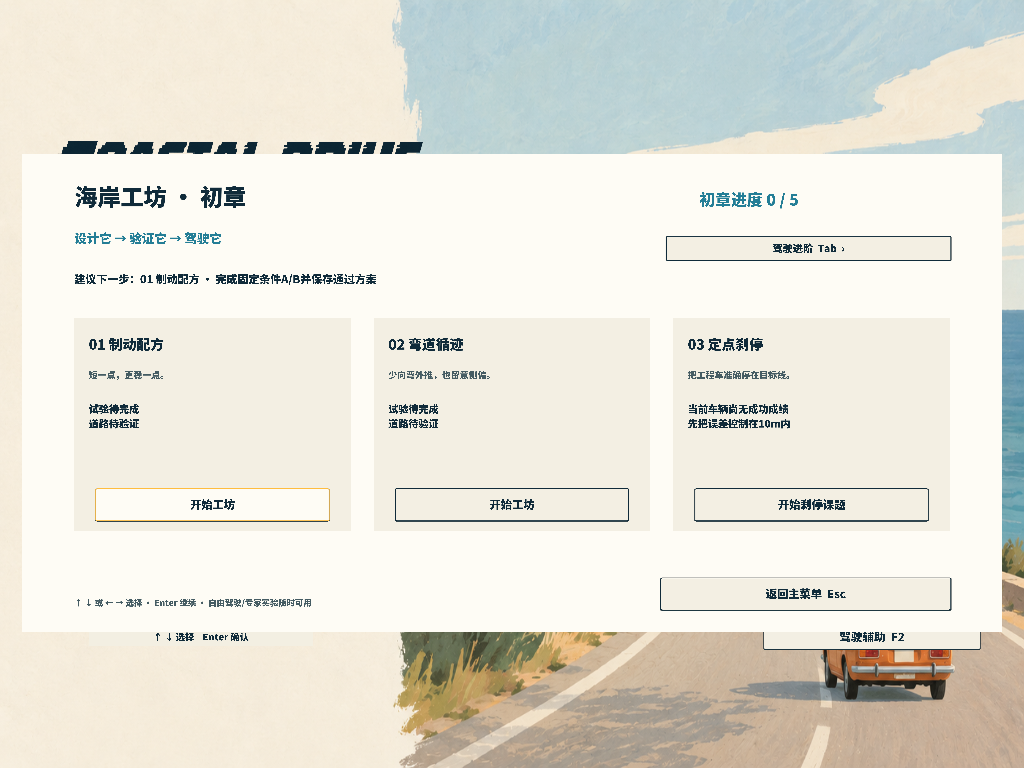 海岸工坊 · 初章
初章进度 0 / 5
设计它 → 验证它 → 驾驶它
驾驶进阶 Tab ›
建议下一步：01 制动配方 · 完成固定条件A/B并保存通过方案
01 制动配方
短一点，更稳一点。
试验待完成
道路待验证
开始工坊
02 弯道循迹
少向弯外推，也留意侧偏。
试验待完成
道路待验证
开始工坊
03 定点刹停
把工程车准确停在目标线。
当前车辆尚无成功成绩
先把误差控制在10m内
开始刹停课题
↑ ↓ 或 ← → 选择 · Enter 继续 · 自由驾驶/专家实验随时可用
返回主菜单 Esc
↑ ↓ 选择 Enter 确认
驾驶辅助 F2